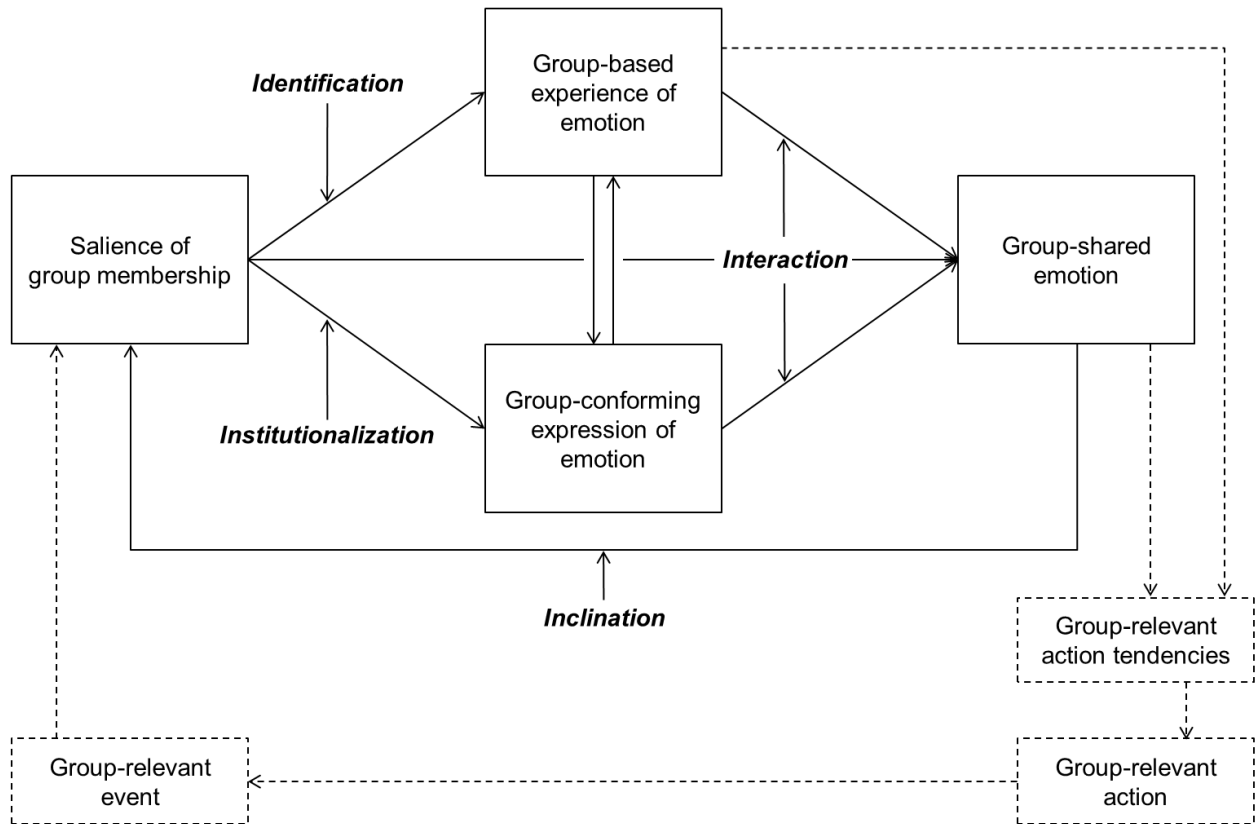 Group-based
experience of
emotion
Identification
Salience of
group membership
Interaction
Group-shared
emotion
Group-conforming
expression of
emotion
Institutionalization
Inclination
Group-relevant
action tendencies
Group-relevant
event
Group-relevant
action